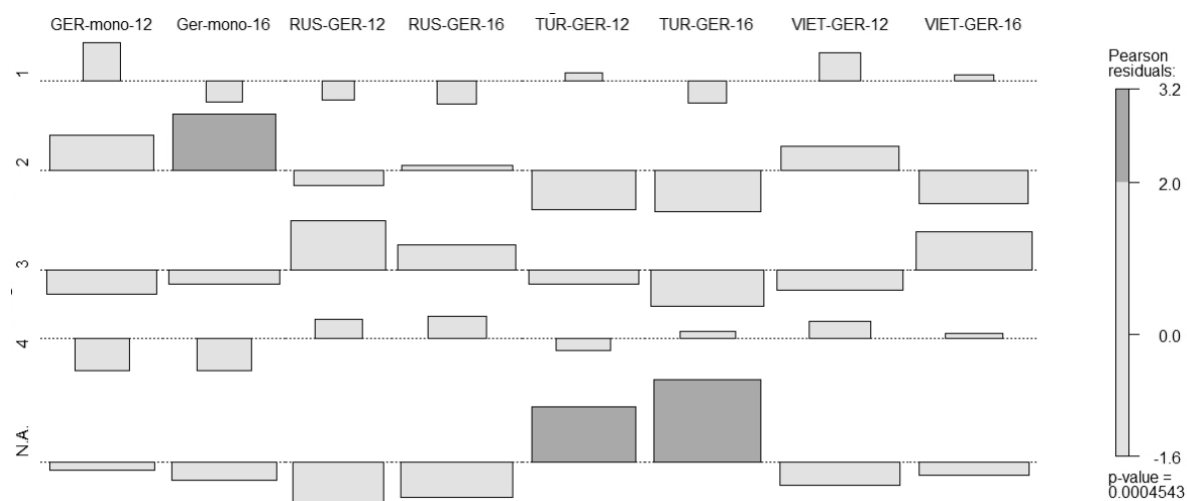 GER-mono-12 Ger-mono-16 RUS-GER-12 RUS-GER-16 TUR-GER-12 TUR-GER-16 VIET-GER-12 VIET-GER-16
1
2
3
4
N.A.
Pearson
residuals:
3.2
2.0
0.0
-1.6
p-value =
0.0004543